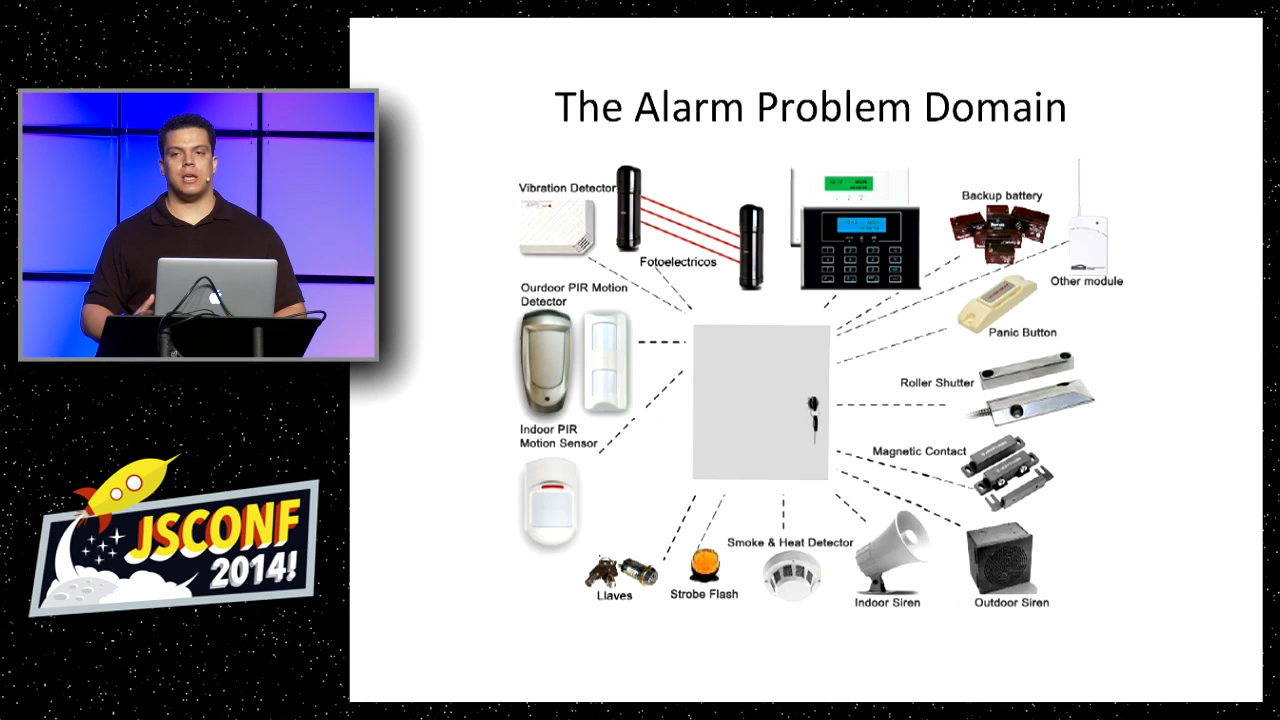 The Alarm Problem Domain
Vibration Detector
Fotoelectricos
Backup battery
Other module
Ourdoor PIR Motion
Detector
Panic Button
Roller Shutter
Indoor PIR
Motion Sensor
Magnetic Contact
Smoke & Heat Detector
Llaves
Strobe Flash
Indoor Siren
Outdoor Siren
JSCONF
2014!